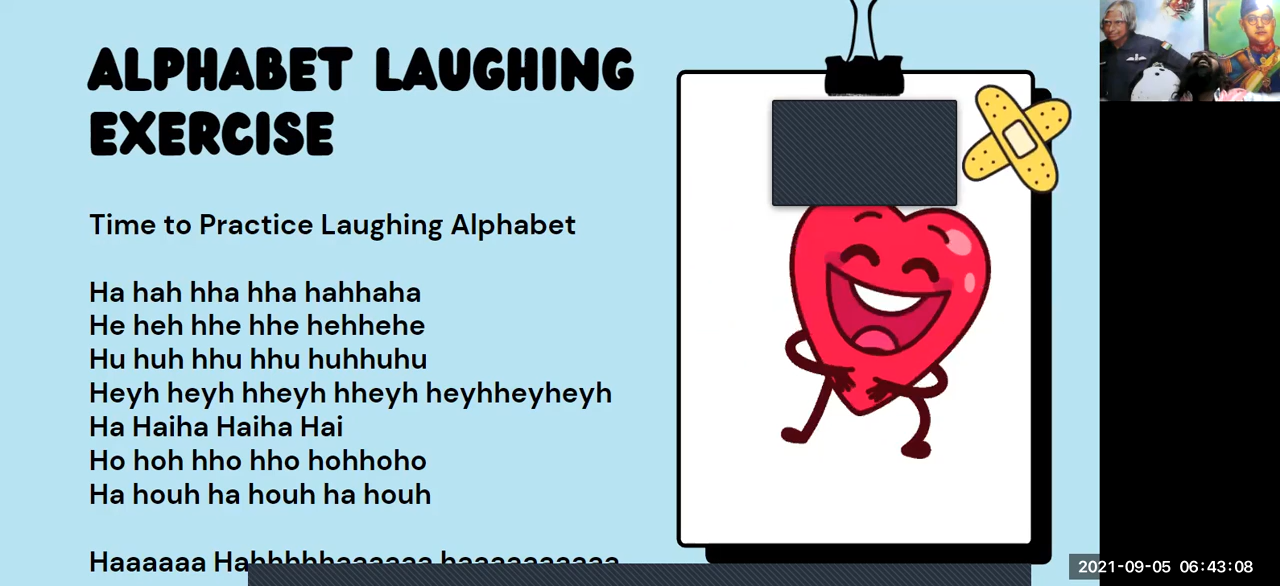 ALPHABET LAUGHING
EXERCISE
Time to Practice Laughing Alphabet
Ha hah hha hha hahhaha
He heh hhe hhe hehhehe
Hu huh hhu hhu huhhuhu
Heyh heyh hheyh hheyh heyhheyheyh
Ha Haiha Haiha Hai
Ho hoh hho hho hohhoho
Ha houh ha houh ha houh
Haaaaaa
2021-09-05 06:43:08